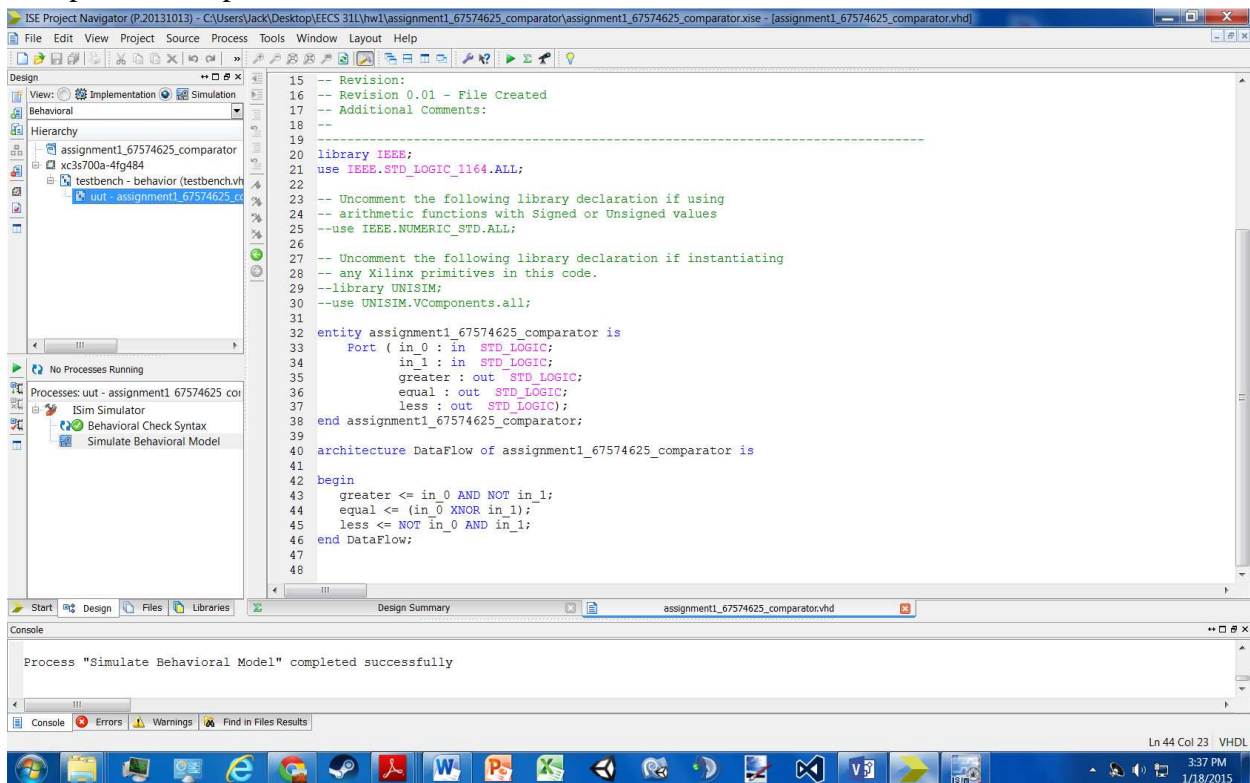 ISE Project Navigator (P.20131013) - C:\Users\Jack\Desktop\EECS 31L\hw1\assignment1_67574625_comparator\assignment1_67574625_comparator.xise - [assignment1_67574625_comparator.vhd]
File Edit View Project Source Process Tools Window Layout Help
Design
View: Implementation Simulation
Behavioral
Hierarchy
assignment1_67574625_comparator
xc3s700a-4fg484
testbench - behavior (testbench.vh
uut - assignment1_67574625_co
No Processes Running
Processes: uut - assignment1 67574625 coi
ISim Simulator
Behavioral Check Syntax
Simulate Behavioral Model
Start Design Files Libraries
15 -- Revision:
16 -- Revision 0.01 - File Created
17 -- Additional Comments:
18 --
19 ----------------------------------------------------------------------------------
20 library IEEE;
21 use IEEE.STD_LOGIC_1164.ALL;
22
23 -- Uncomment the following library declaration if using
24 -- arithmetic functions with Signed or Unsigned values
25 --use IEEE.NUMERIC_STD.ALL;
26
27 -- Uncomment the following library declaration if instantiating
28 -- any Xilinx primitives in this code.
29 --library UNISIM;
30 --use UNISIM.VComponents.all;
31
32 entity assignment1_67574625_comparator is
33 Port ( in_0 : in STD_LOGIC;
34 in_1 : in STD_LOGIC;
35 greater : out STD_LOGIC;
36 equal : out STD_LOGIC;
37 less : out STD_LOGIC);
38 end assignment1_67574625_comparator;
39
40 architecture DataFlow of assignment1_67574625_comparator is
41
42 begin
43 greater <= in_0 AND NOT in_1;
44 equal <= (in_0 XNOR in_1);
45 less <= NOT in_0 AND in_1;
46 end DataFlow;
47
48
Design Summary
assignment1_67574625_comparator.vhd
Console
Process "Simulate Behavioral Model" completed successfully
Console Errors Warnings Find in Files Results
Ln 44 Col 23 VHDL
3:37 PM
1/18/2015